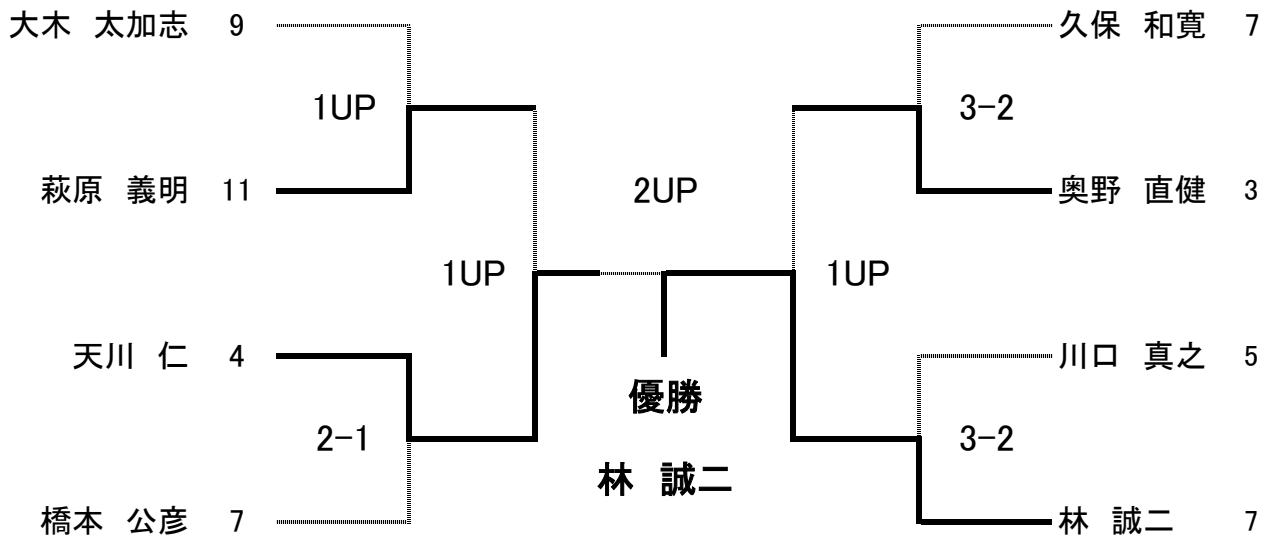 大木 太加志 9
久保 和寛 7
1UP
3-2
萩原 義明 11
2UP
奥野 直健 3
1UP
1UP
天川 仁 4
川口 真之 5
優勝
2-1
3-2
林 誠二
橋本 公彦 7
林 誠二 7